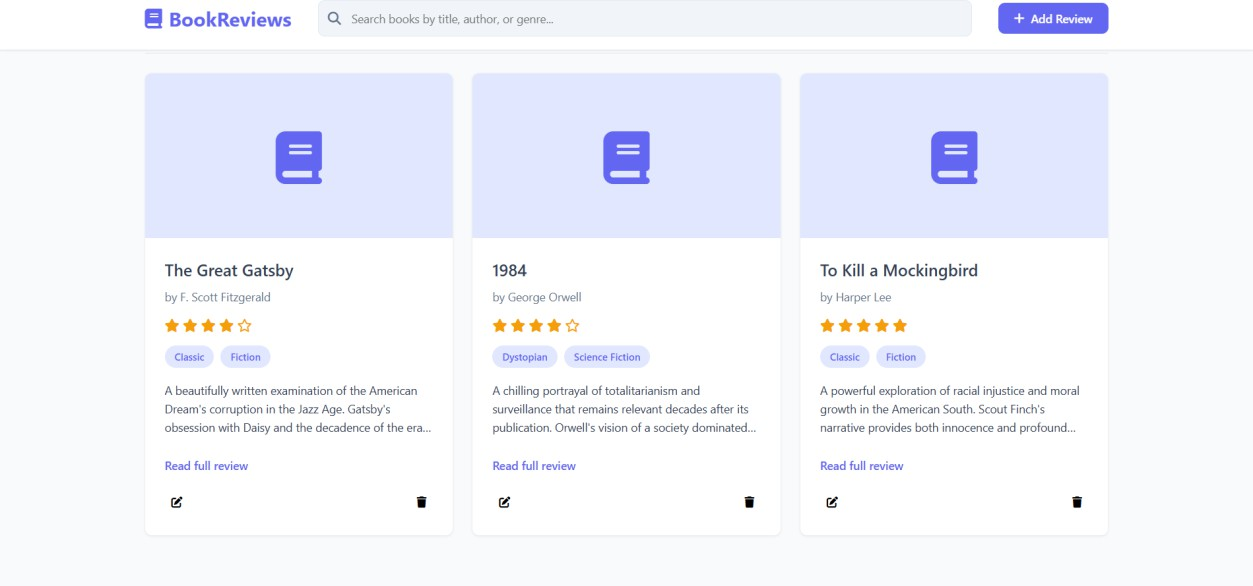 BookReviews
Search books by title, author, or genre...
Add Review
The Great Gatsby
by F. Scott Fitzgerald
Classic
Fiction
A beautifully written examination of the American
Dream's corruption in the Jazz Age. Gatsby's
obsession with Daisy and the decadence of the era...
Read full review
1984
by George Orwell
Dystopian
Science Fiction
A chilling portrayal of totalitarianism and
surveillance that remains relevant decades after its
publication. Orwell's vision of a society dominated...
Read full review
To Kill a Mockingbird
by Harper Lee
Classic
Fiction
A powerful exploration of racial injustice and moral
growth in the American South. Scout Finch's
narrative provides both innocence and profound...
Read full review